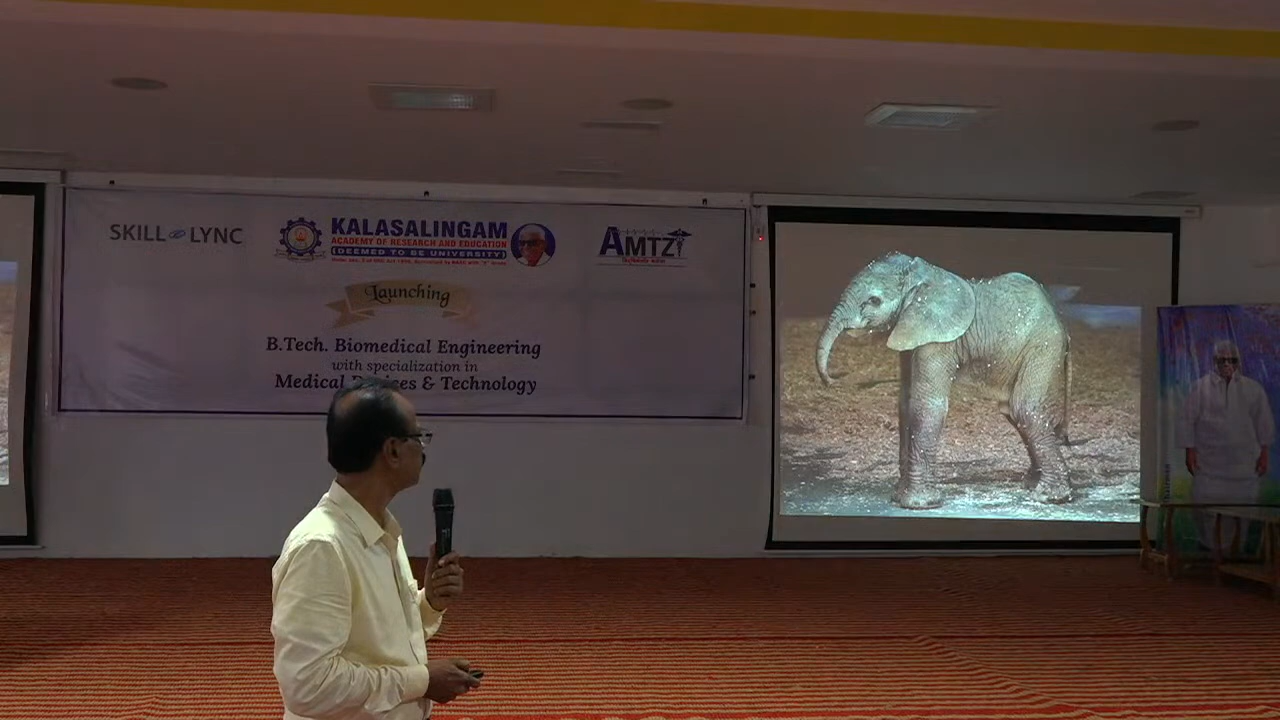 SKILL LYNC
KALASALINGAM
ACADEMY OF RESEARCH AND EDUCATION
(DEEMED TO BE UNIVERSITY)
AMTZ
Launching
B.Tech. Biomedical Engineering
with specialization in
Medical & Technology